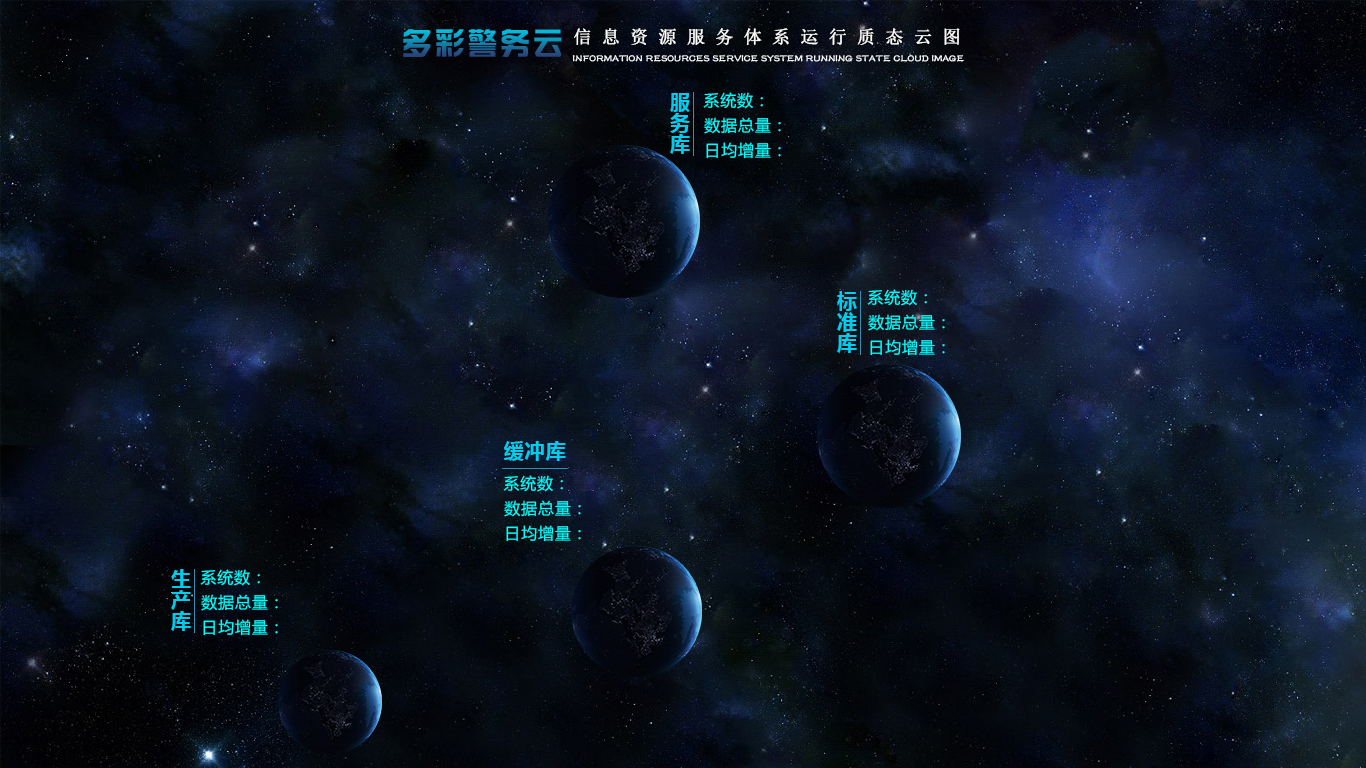 多彩警务云 信息资源服务体系运行质态云图
INFORMATION RESOURCES SERVICE SYSTEM RUNNING STATE CLOUD IMAGE
服务库
系统数：
数据总量：
日均增量：
标准库
系统数：
数据总量：
日均增量：
缓冲库
系统数：
数据总量：
日均增量：
生产库
系统数：
数据总量：
日均增量：